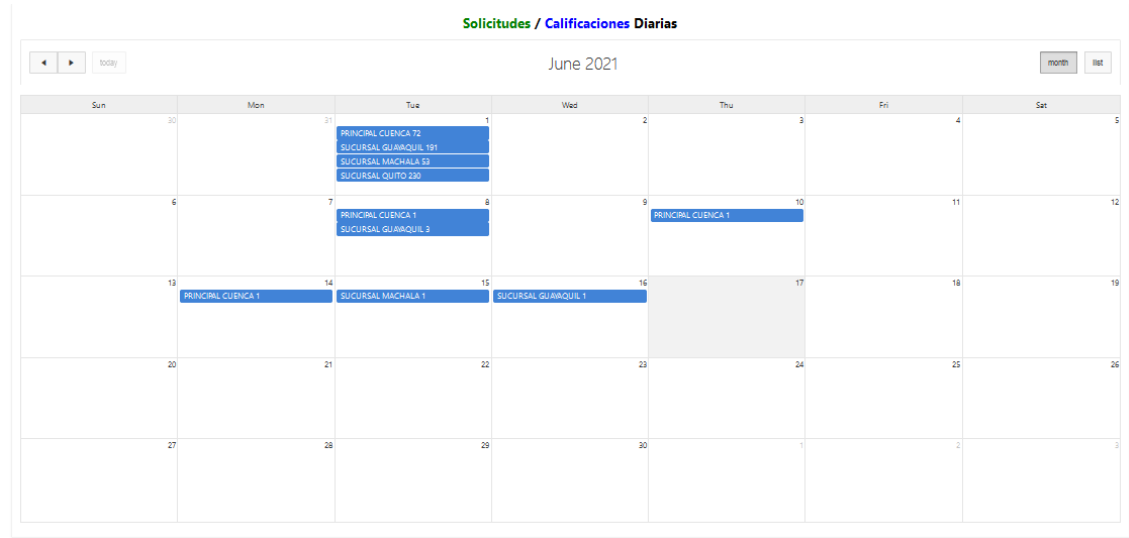 Solicitudes / Calificaciones Diarias
today
June 2021
month
list
Sun Mon Tue Wed Thu Fri Sat
30 31 1 2 3 4 5
PRINCIPAL CUENCA 72
SUCURSAL GUAYAQUIL 191
SUCURSAL MACHALA 53
SUCURSAL QUITO 230
6 7 8 9 10 11 12
PRINCIPAL CUENCA 1 PRINCIPAL CUENCA 1
SUCURSAL GUAYAQUIL 3
13 14 15 16 17 18 19
PRINCIPAL CUENCA 1 SUCURSAL MACHALA 1 SUCURSAL GUAYAQUIL 1
20 21 22 23 24 25 26
27 28 29 30 1 2 3